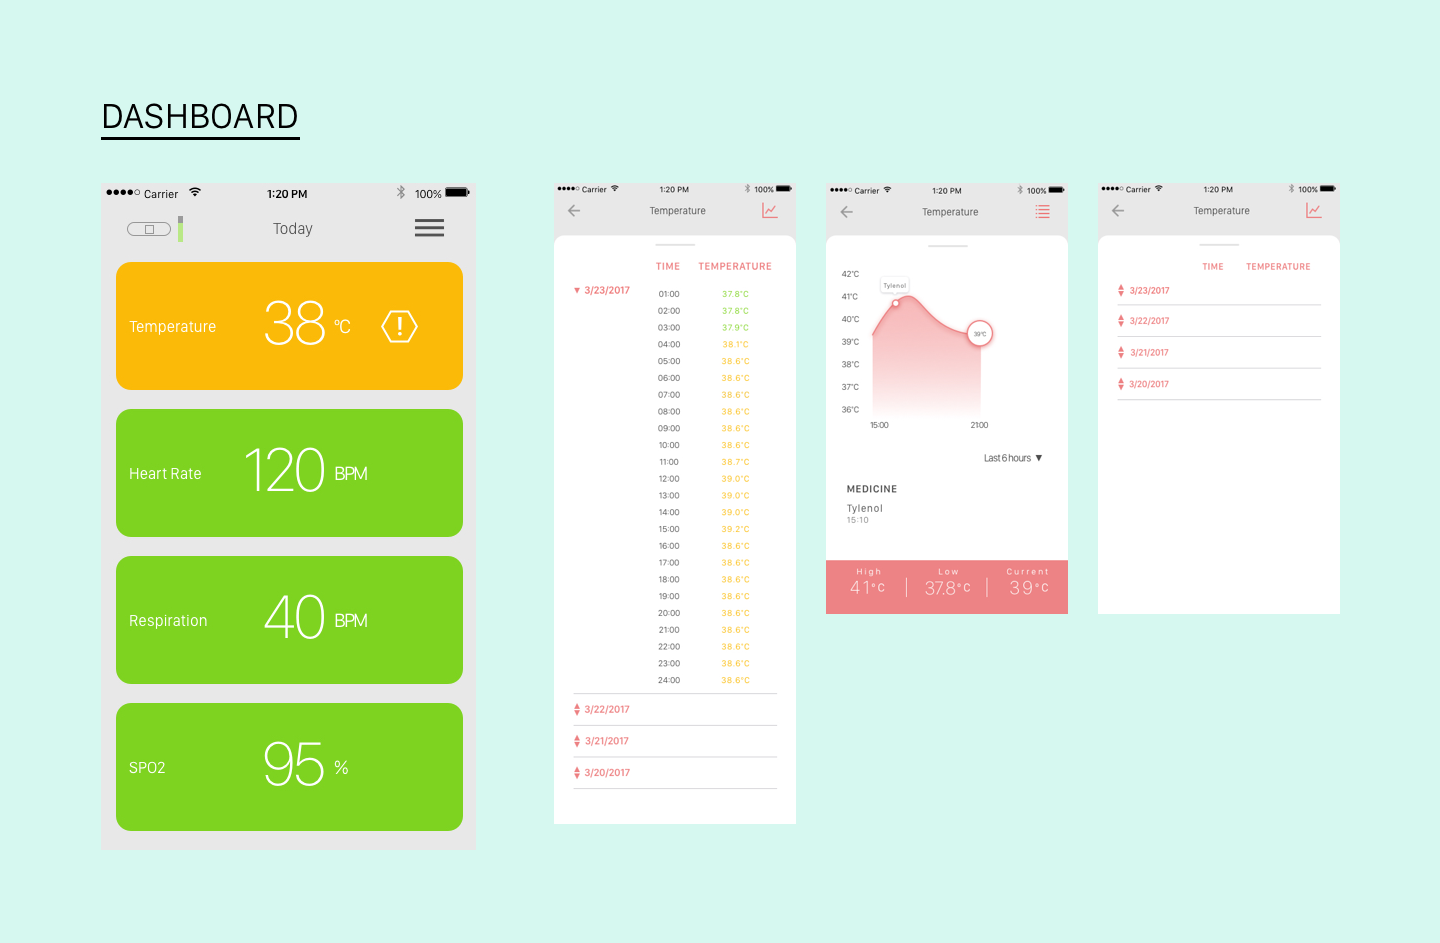 DASHBOARD
Carrier 1:20 PM 100%
Today
Temperature 38 °C !
Heart Rate 120 BPM
Respiration 40 BPM
SPO2 95 %
Carrier 1:20 PM 100%
Temperature
TIME TEMPERATURE
▼ 3/23/2017
01:00 37.8°C
02:00 37.8°C
03:00 37.9°C
04:00 38.1°C
05:00 38.6°C
06:00 38.6°C
07:00 38.6°C
08:00 38.6°C
09:00 38.6°C
10:00 38.6°C
11:00 38.7°C
12:00 39.0°C
13:00 39.0°C
14:00 39.0°C
15:00 39.2°C
16:00 38.6°C
17:00 38.6°C
18:00 38.6°C
19:00 38.6°C
20:00 38.6°C
21:00 38.6°C
22:00 38.6°C
23:00 38.6°C
24:00 38.6°C
3/22/2017
3/21/2017
3/20/2017
Carrier 1:20 PM 100%
Temperature
42°C
Tylenol
41°C
40°C
39°C
39°C
38°C
37°C
36°C
15:00 21:00
Last 6 hours ▼
MEDICINE
Tylenol
15:10
High Low Current
41°C 37.8°C 39°C
Carrier 1:20 PM 100%
Temperature
TIME TEMPERATURE
3/23/2017
3/22/2017
3/21/2017
3/20/2017